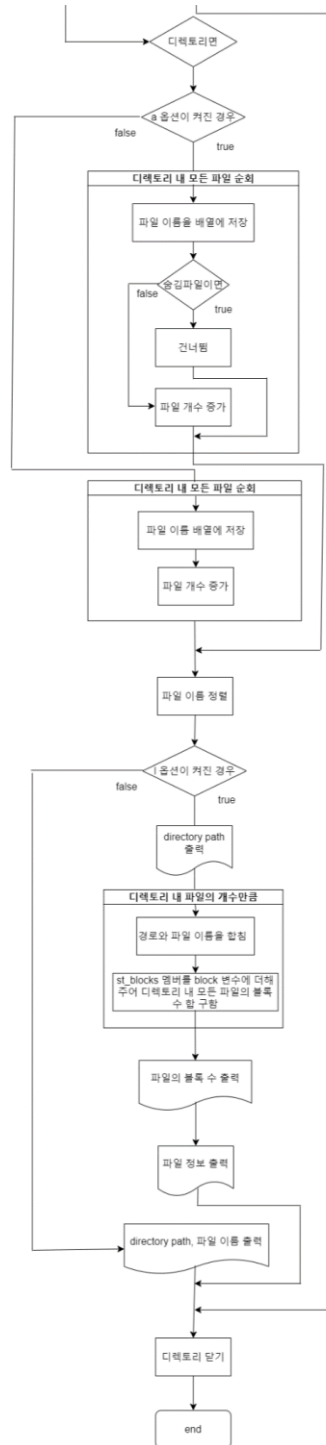 디렉토리면
a 옵션이 켜진 경우
false
true
디렉토리 내 모든 파일 순회
파일 이름을 배열에 저장
숨김파일이면
false
true
건너뜀
파일 개수 증가
디렉토리 내 모든 파일 순회
파일 이름 배열에 저장
파일 개수 증가
파일 이름 정렬
l 옵션이 켜진 경우
false
true
directory path
출력
디렉토리 내 파일의 개수만큼
경로와 파일 이름을 합침
st_blocks 멤버를 block 변수에 더해
주어 디렉토리 내 모든 파일의 블록
수 합 구함
파일의 블록 수 출력
파일 정보 출력
directory path, 파일 이름 출력
디렉토리 닫기
end